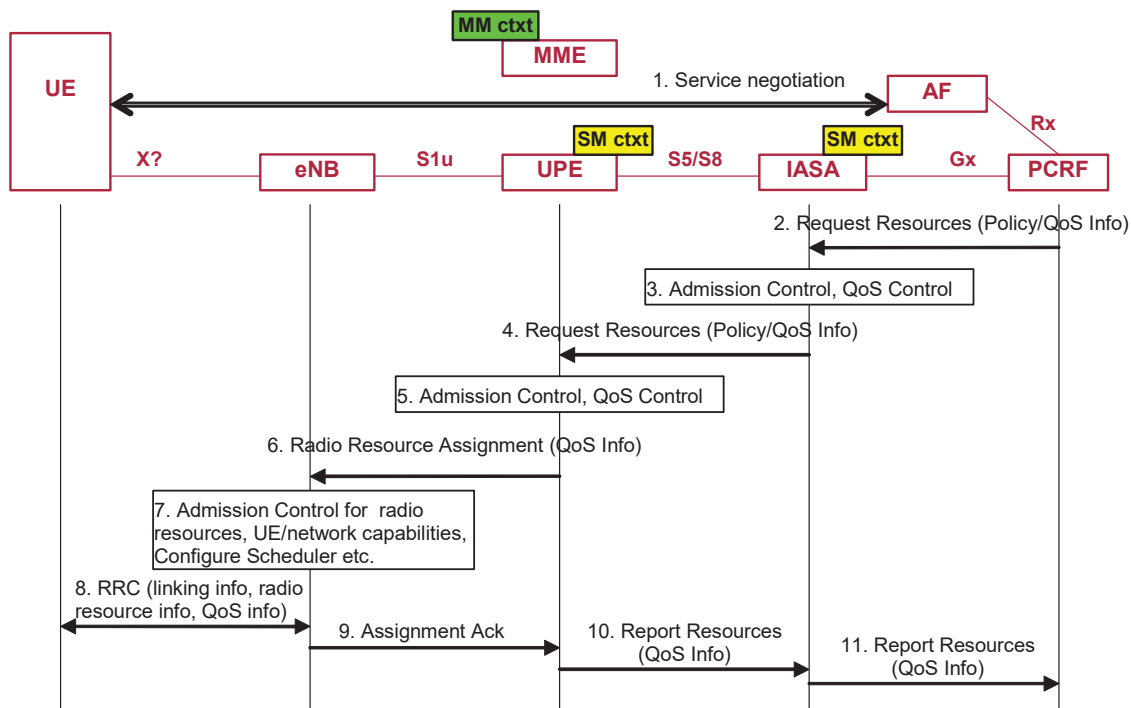 MM ctxt
MME
UE
1. Service negotiation
AF
Rx
SM ctxt
SM ctxt
X?
eNB
S1u
UPE
S5/S8
IASA
Gx
PCRF
2. Request Resources (Policy/QoS Info)
3. Admission Control, QoS Control
4. Request Resources (Policy/QoS Info)
5. Admission Control, QoS Control
6. Radio Resource Assignment (QoS Info)
7. Admission Control for radio
resources, UE/network capabilities,
Configure Scheduler etc.
8. RRC (linking info, radio
resource info, QoS info)
9. Assignment Ack
10. Report Resources
(QoS Info)
11. Report Resources
(QoS Info)